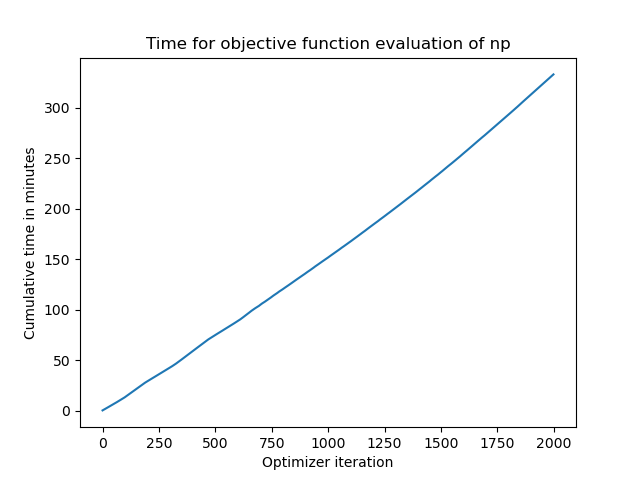 Time for objective function evaluation of np
Cumulative time in minutes
300
250
200
150
100
50
0
0 250 500 750 1000 1250 1500 1750 2000
Optimizer iteration